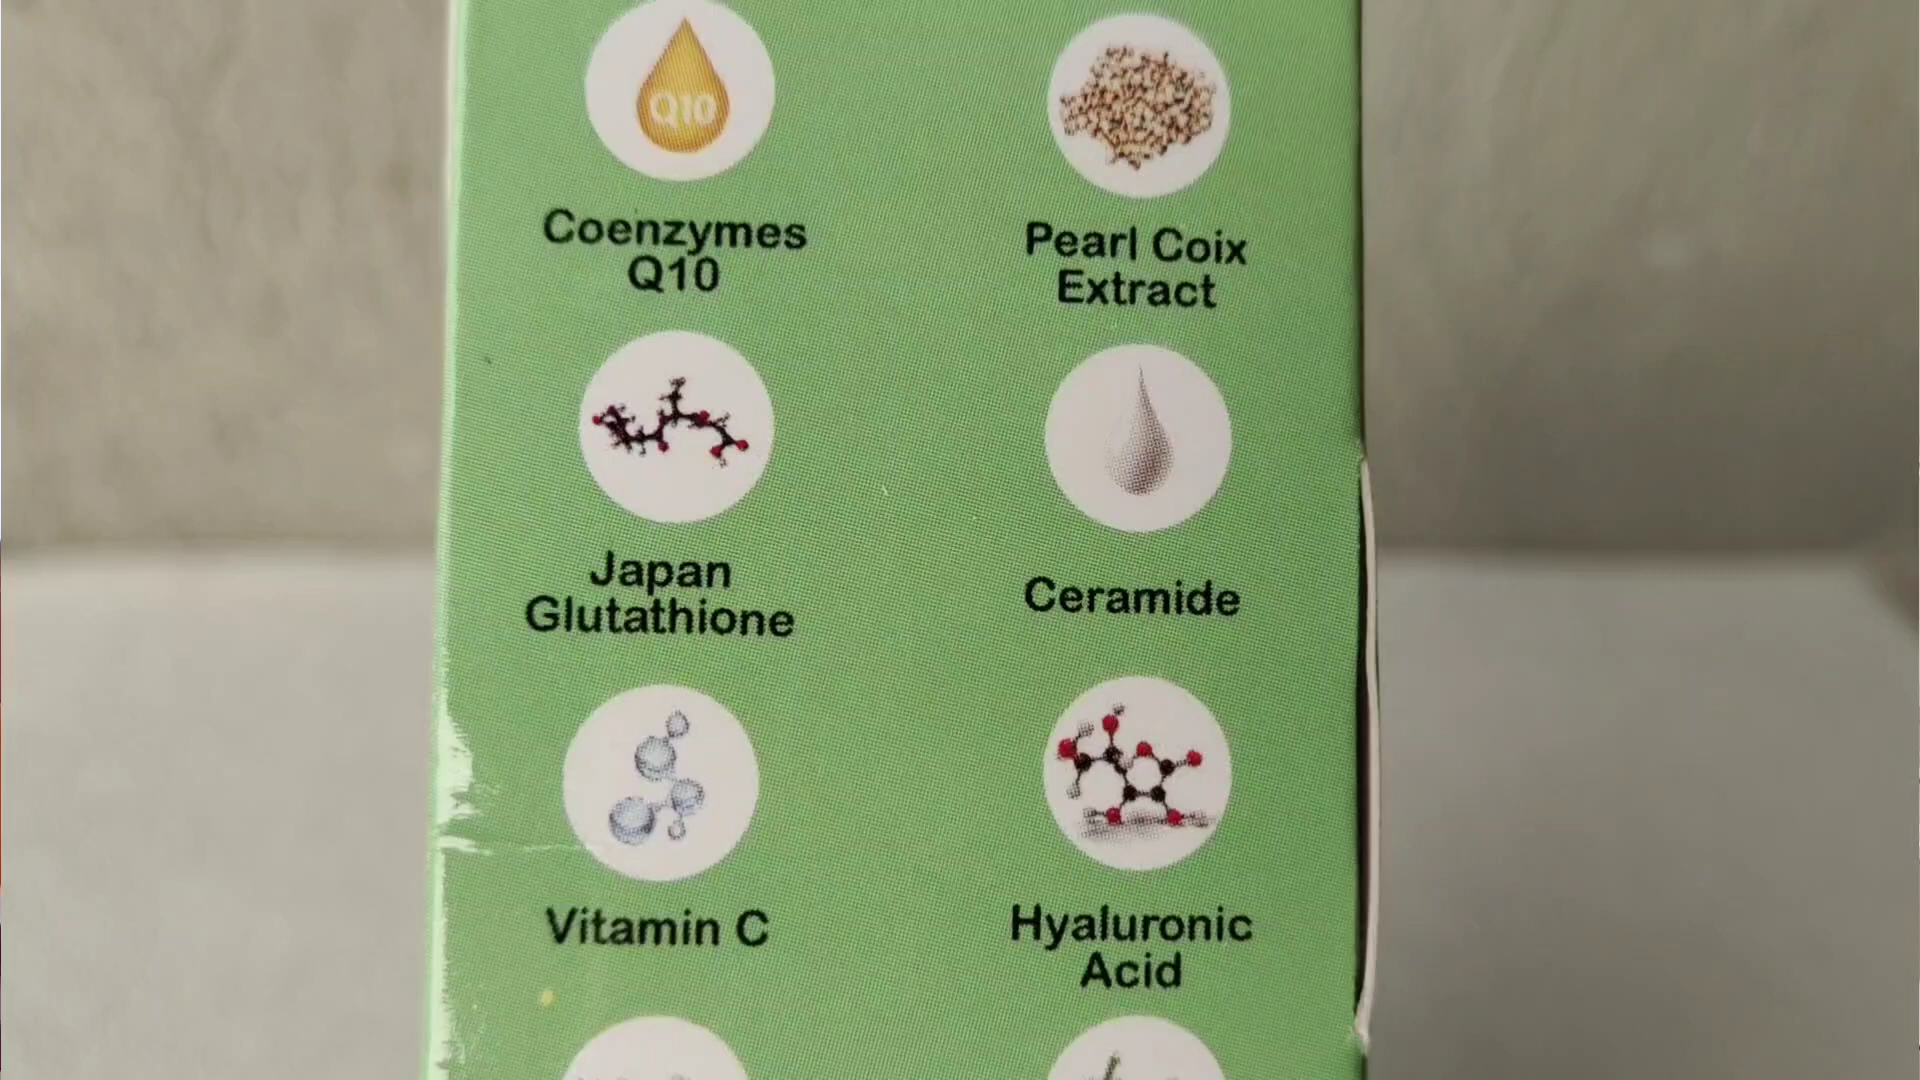 Q10
Coenzymes
Q10
Pearl Coix
Extract
Japan
Glutathione
Ceramide
Vitamin C
Hyaluronic
Acid